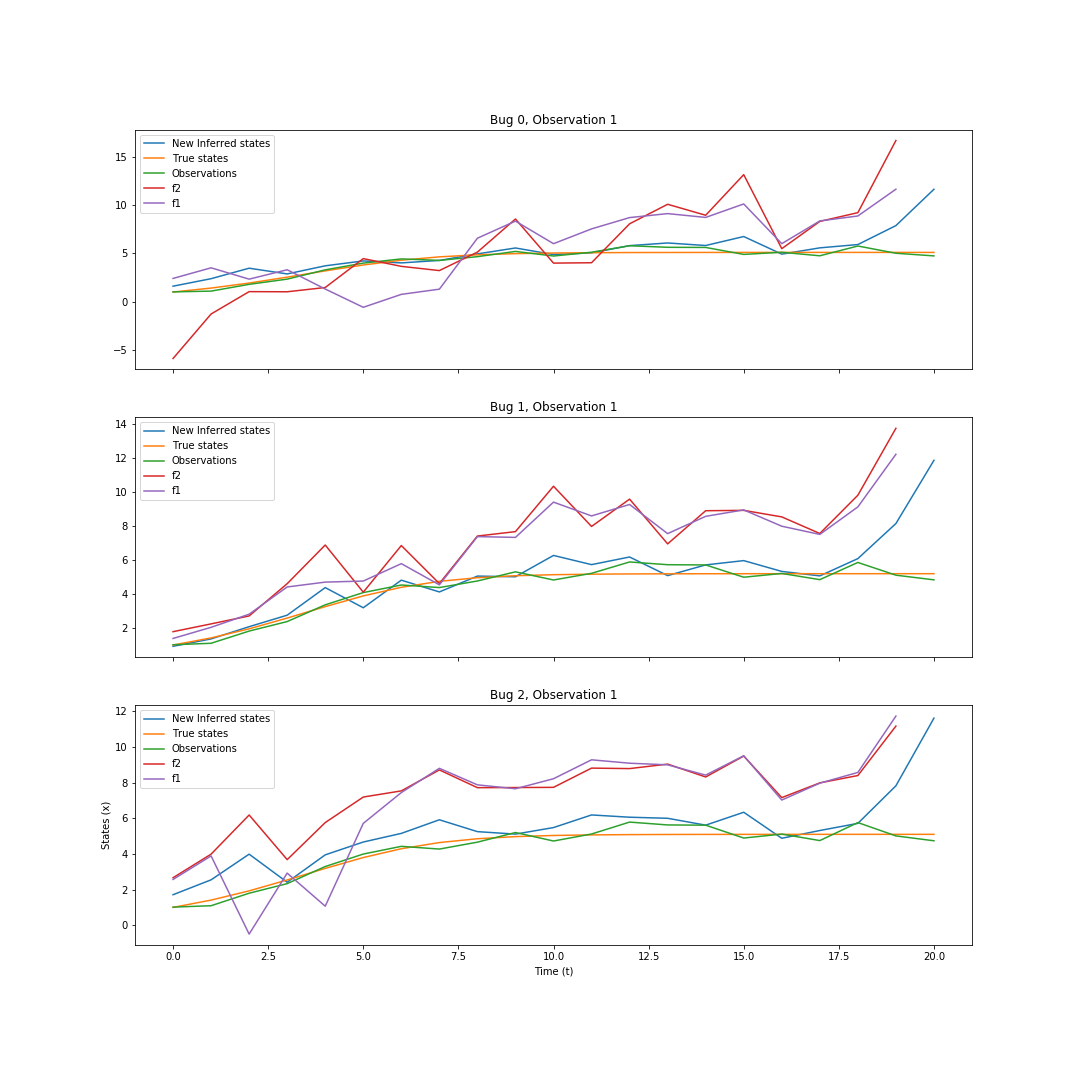 Bug 0, Observation 1
New Inferred states
True states
Observations
f2
f1
15
10
5
0
−5
Bug 1, Observation 1
New Inferred states
True states
Observations
f2
f1
14
12
10
8
6
4
2
Bug 2, Observation 1
New Inferred states
True states
Observations
f2
f1
12
10
8
6
4
2
0
States (x)
0.0 2.5 5.0 7.5 10.0 12.5 15.0 17.5 20.0
Time (t)